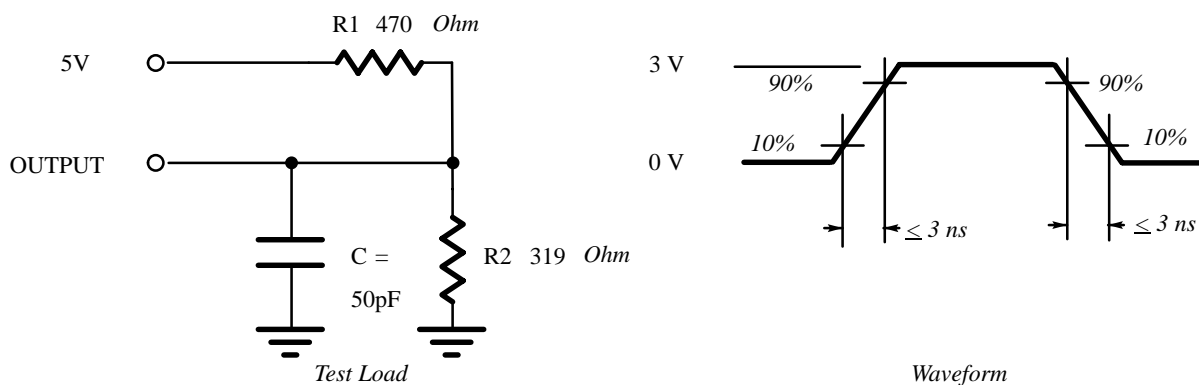 R1 470 Ohm
5V
OUTPUT
C =
50pF
R2 319 Ohm
Test Load
3 V
90%
90%
10%
10%
0 V
≤ 3 ns
≤ 3 ns
Waveform